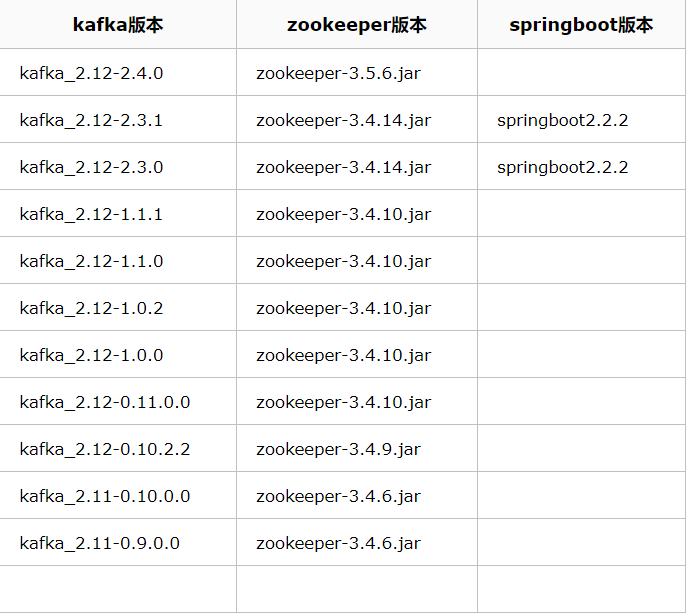 kafka版本 zookeeper版本 springboot版本
kafka_2.12-2.4.0 zookeeper-3.5.6.jar
kafka_2.12-2.3.1 zookeeper-3.4.14.jar springboot2.2.2
kafka_2.12-2.3.0 zookeeper-3.4.14.jar springboot2.2.2
kafka_2.12-1.1.1 zookeeper-3.4.10.jar
kafka_2.12-1.1.0 zookeeper-3.4.10.jar
kafka_2.12-1.0.2 zookeeper-3.4.10.jar
kafka_2.12-1.0.0 zookeeper-3.4.10.jar
kafka_2.12-0.11.0.0 zookeeper-3.4.10.jar
kafka_2.12-0.10.2.2 zookeeper-3.4.9.jar
kafka_2.11-0.10.0.0 zookeeper-3.4.6.jar
kafka_2.11-0.9.0.0 zookeeper-3.4.6.jar